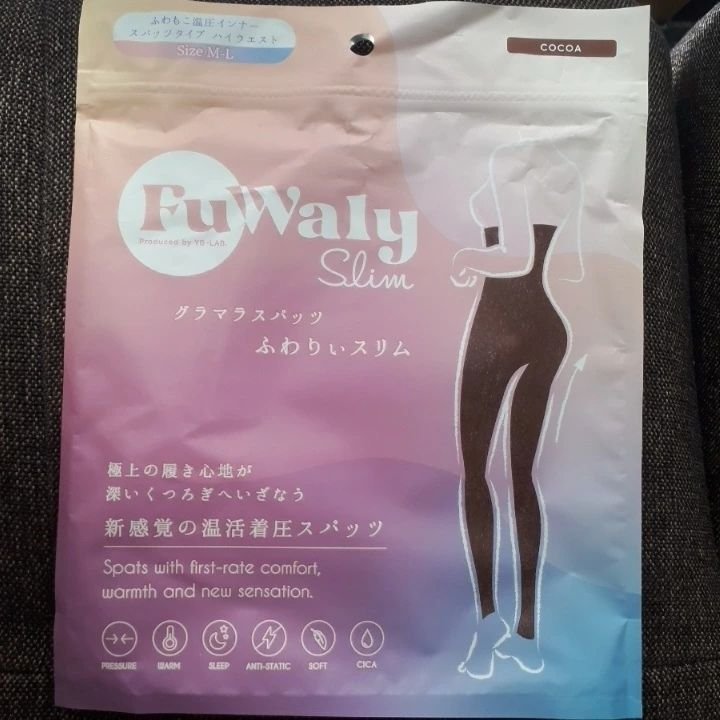 ふわもこ温圧インナー
スパッツタイプ ハイウエスト
Size M-L
COCOA
FuWaly
Produced by YB-LAB.
Slim
グラマラスパッツ
ふわりぃスリム
極上の履き心地が
深いくつろぎへいざなう
新感覚の温活着圧スパッツ
Spats with first-rate comfort,
warmth and new sensation.
PRESSURE WARM SLEEP ANTI-STATIC SOFT CICA